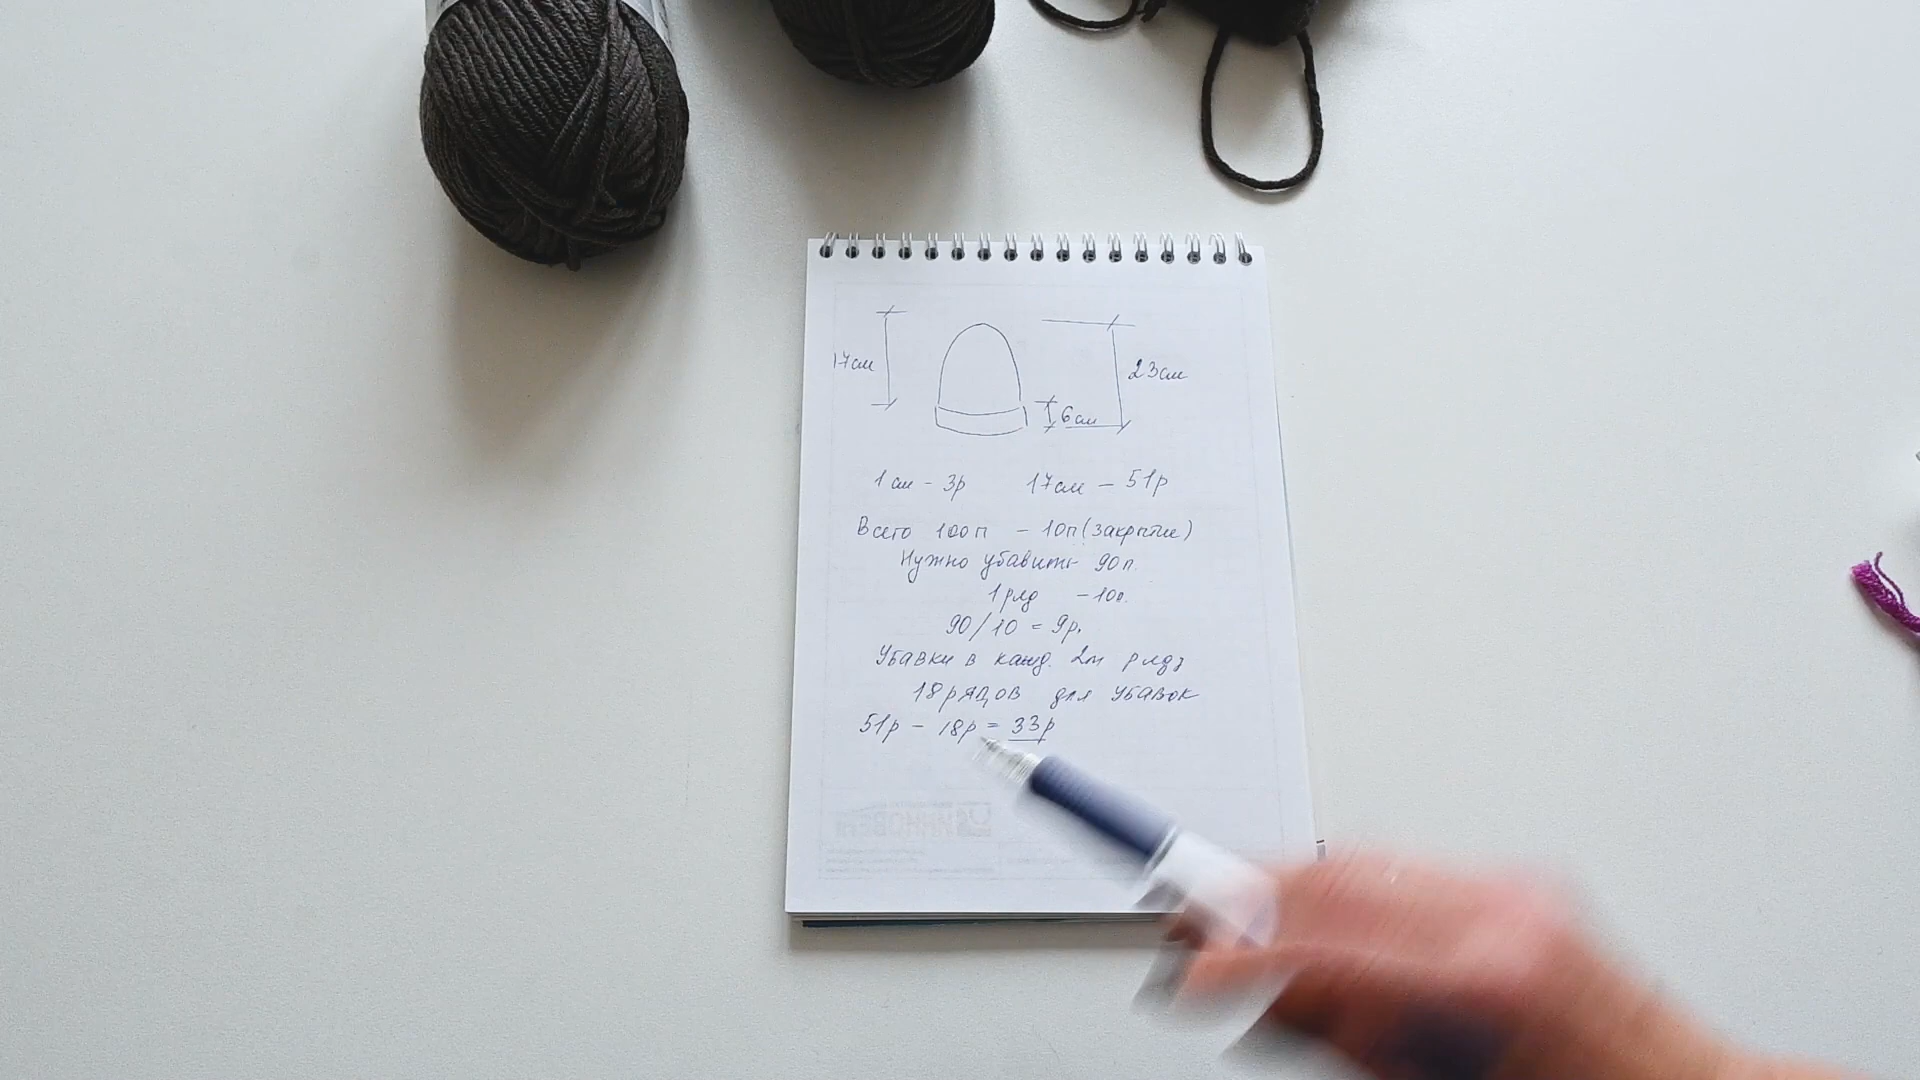 17см
23см
6см
1см - 3р 17см - 51р
Всего 100п - 10п (закрытие)
Нужно убавить 90п.
1 ряд - 10п.
90/10 = 9р.
Убавки в кажд. 2м ряду
18 рядов для убавок
51р - 18р = 33р